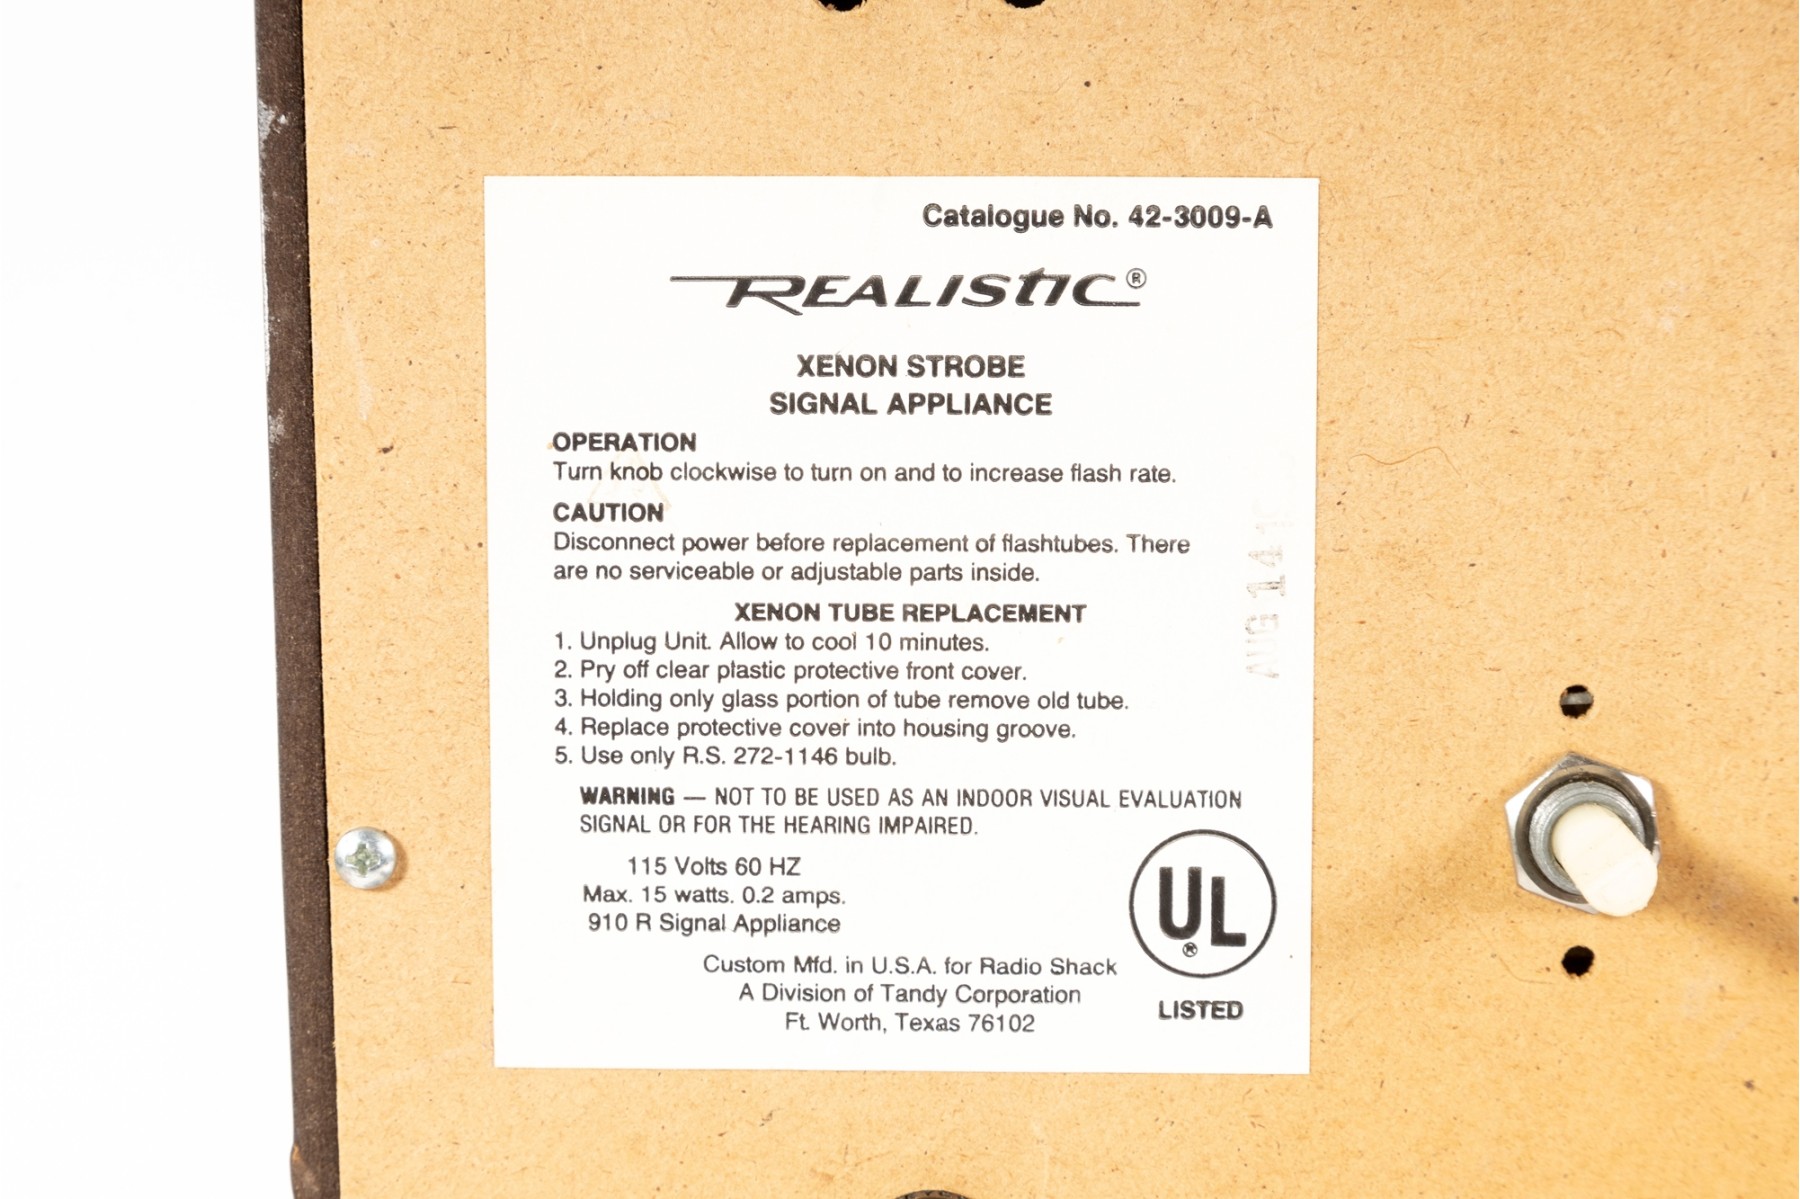 Catalogue No. 42-3009-A
REALISTIC®
XENON STROBE
SIGNAL APPLIANCE
OPERATION
Turn knob clockwise to turn on and to increase flash rate.
CAUTION
Disconnect power before replacement of flashtubes. There
are no serviceable or adjustable parts inside.
XENON TUBE REPLACEMENT
1. Unplug Unit. Allow to cool 10 minutes.
2. Pry off clear plastic protective front cover.
3. Holding only glass portion of tube remove old tube.
4. Replace protective cover into housing groove.
5. Use only R.S. 272-1146 bulb.
WARNING — NOT TO BE USED AS AN INDOOR VISUAL EVALUATION
SIGNAL OR FOR THE HEARING IMPAIRED.
115 Volts 60 HZ
Max. 15 watts. 0.2 amps.
910 R Signal Appliance
Custom Mfd. in U.S.A. for Radio Shack
A Division of Tandy Corporation
Ft. Worth, Texas 76102
UL®
LISTED
AUG 14